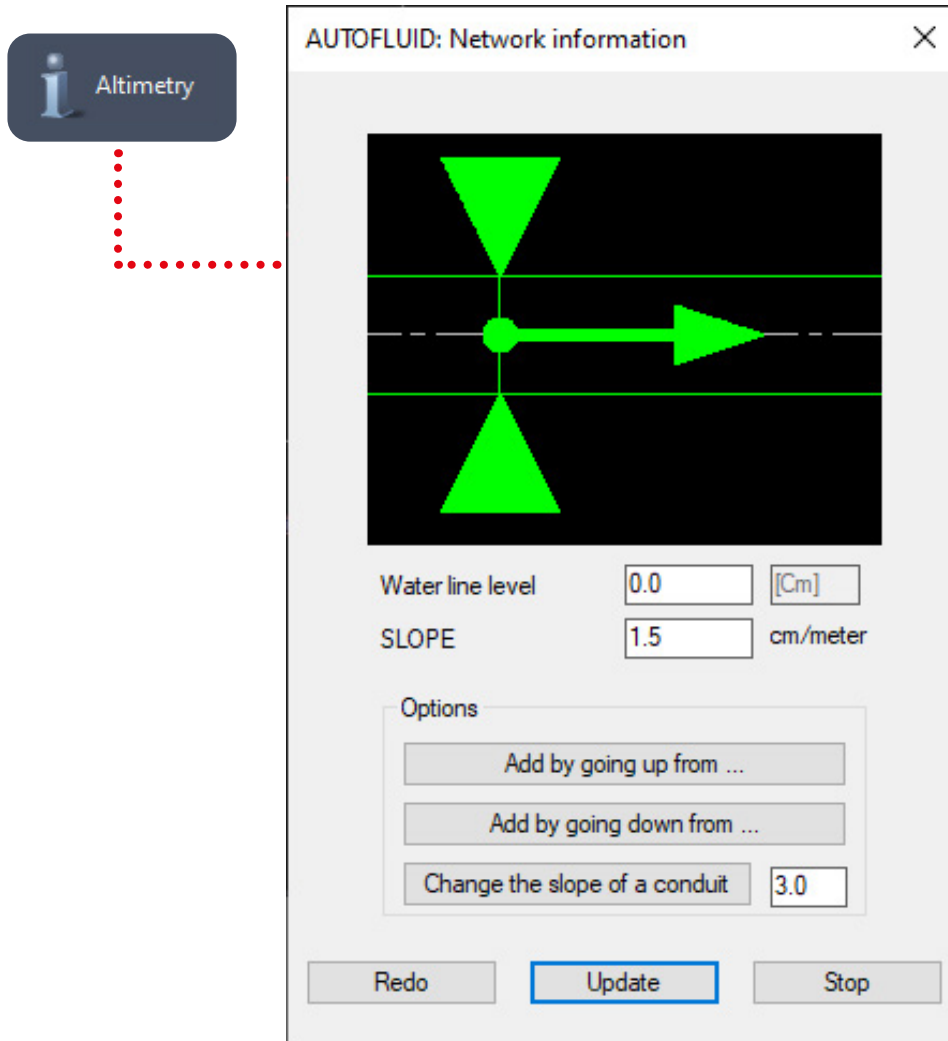 Altimetry
AUTOFLUID: Network information
Water line level 0.0 [Cm]
SLOPE 1.5 cm/meter
Options
Add by going up from ...
Add by going down from ...
Change the slope of a conduit 3.0
Redo Update Stop